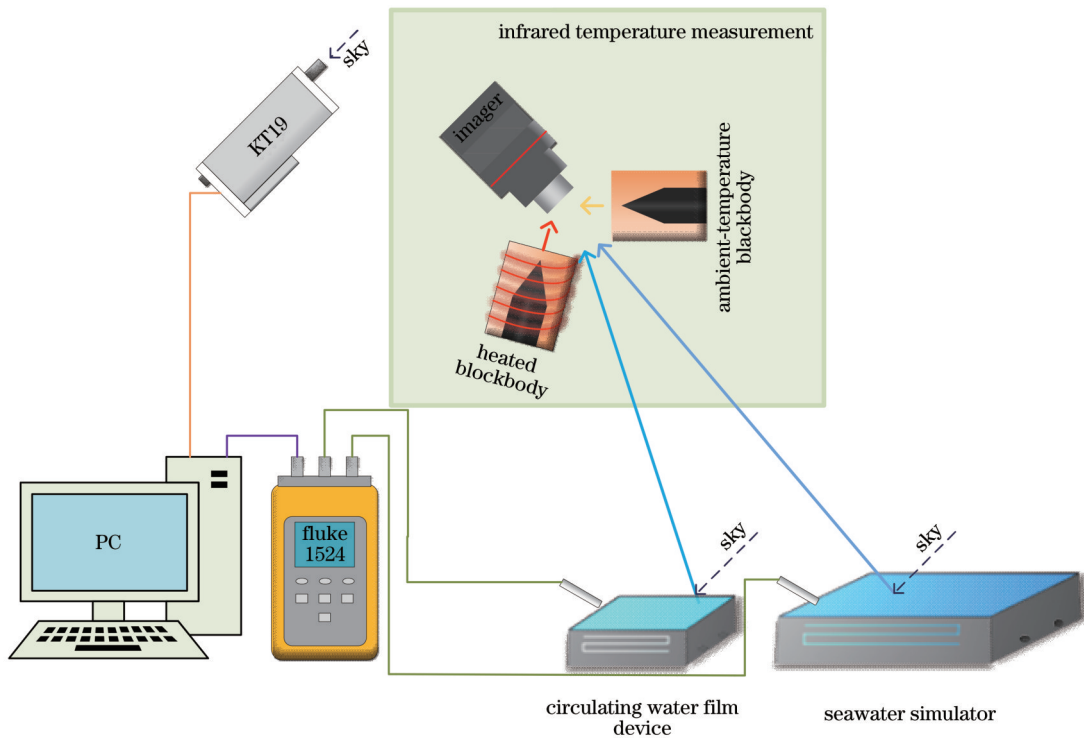 infrared temperature measurement
sky
KT19
imager
ambient-temperature
blackbody
heated
blockbody
PC
fluke
1524
sky
sky
circulating water film
device
seawater simulator